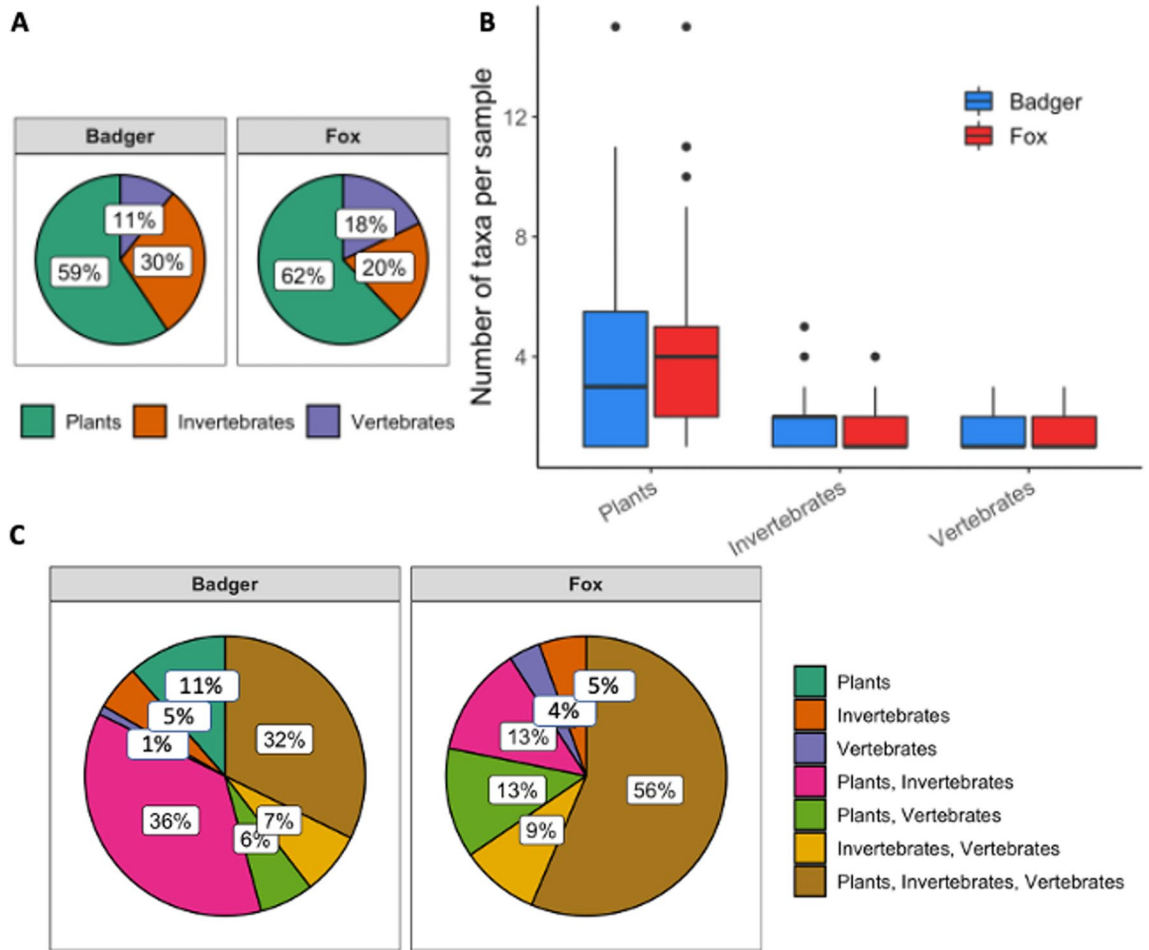 A
Badger
Fox
11%
30%
59%
18%
20%
62%
Plants
Invertebrates
Vertebrates
B
Number of taxa per sample
12
8
4
Badger
Fox
Plants
Invertebrates
Vertebrates
C
Badger
Fox
11%
5%
1%
32%
36%
7%
6%
5%
4%
13%
13%
9%
56%
Plants
Invertebrates
Vertebrates
Plants, Invertebrates
Plants, Vertebrates
Invertebrates, Vertebrates
Plants, Invertebrates, Vertebrates